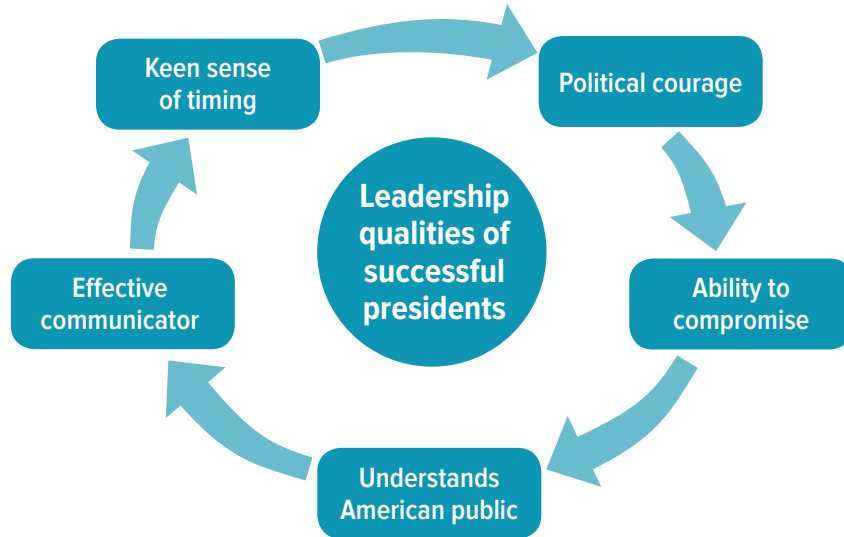 Keen sense
of timing
Political courage
Leadership
qualities of
successful
presidents
Effective
communicator
Ability to
compromise
Understands
American public